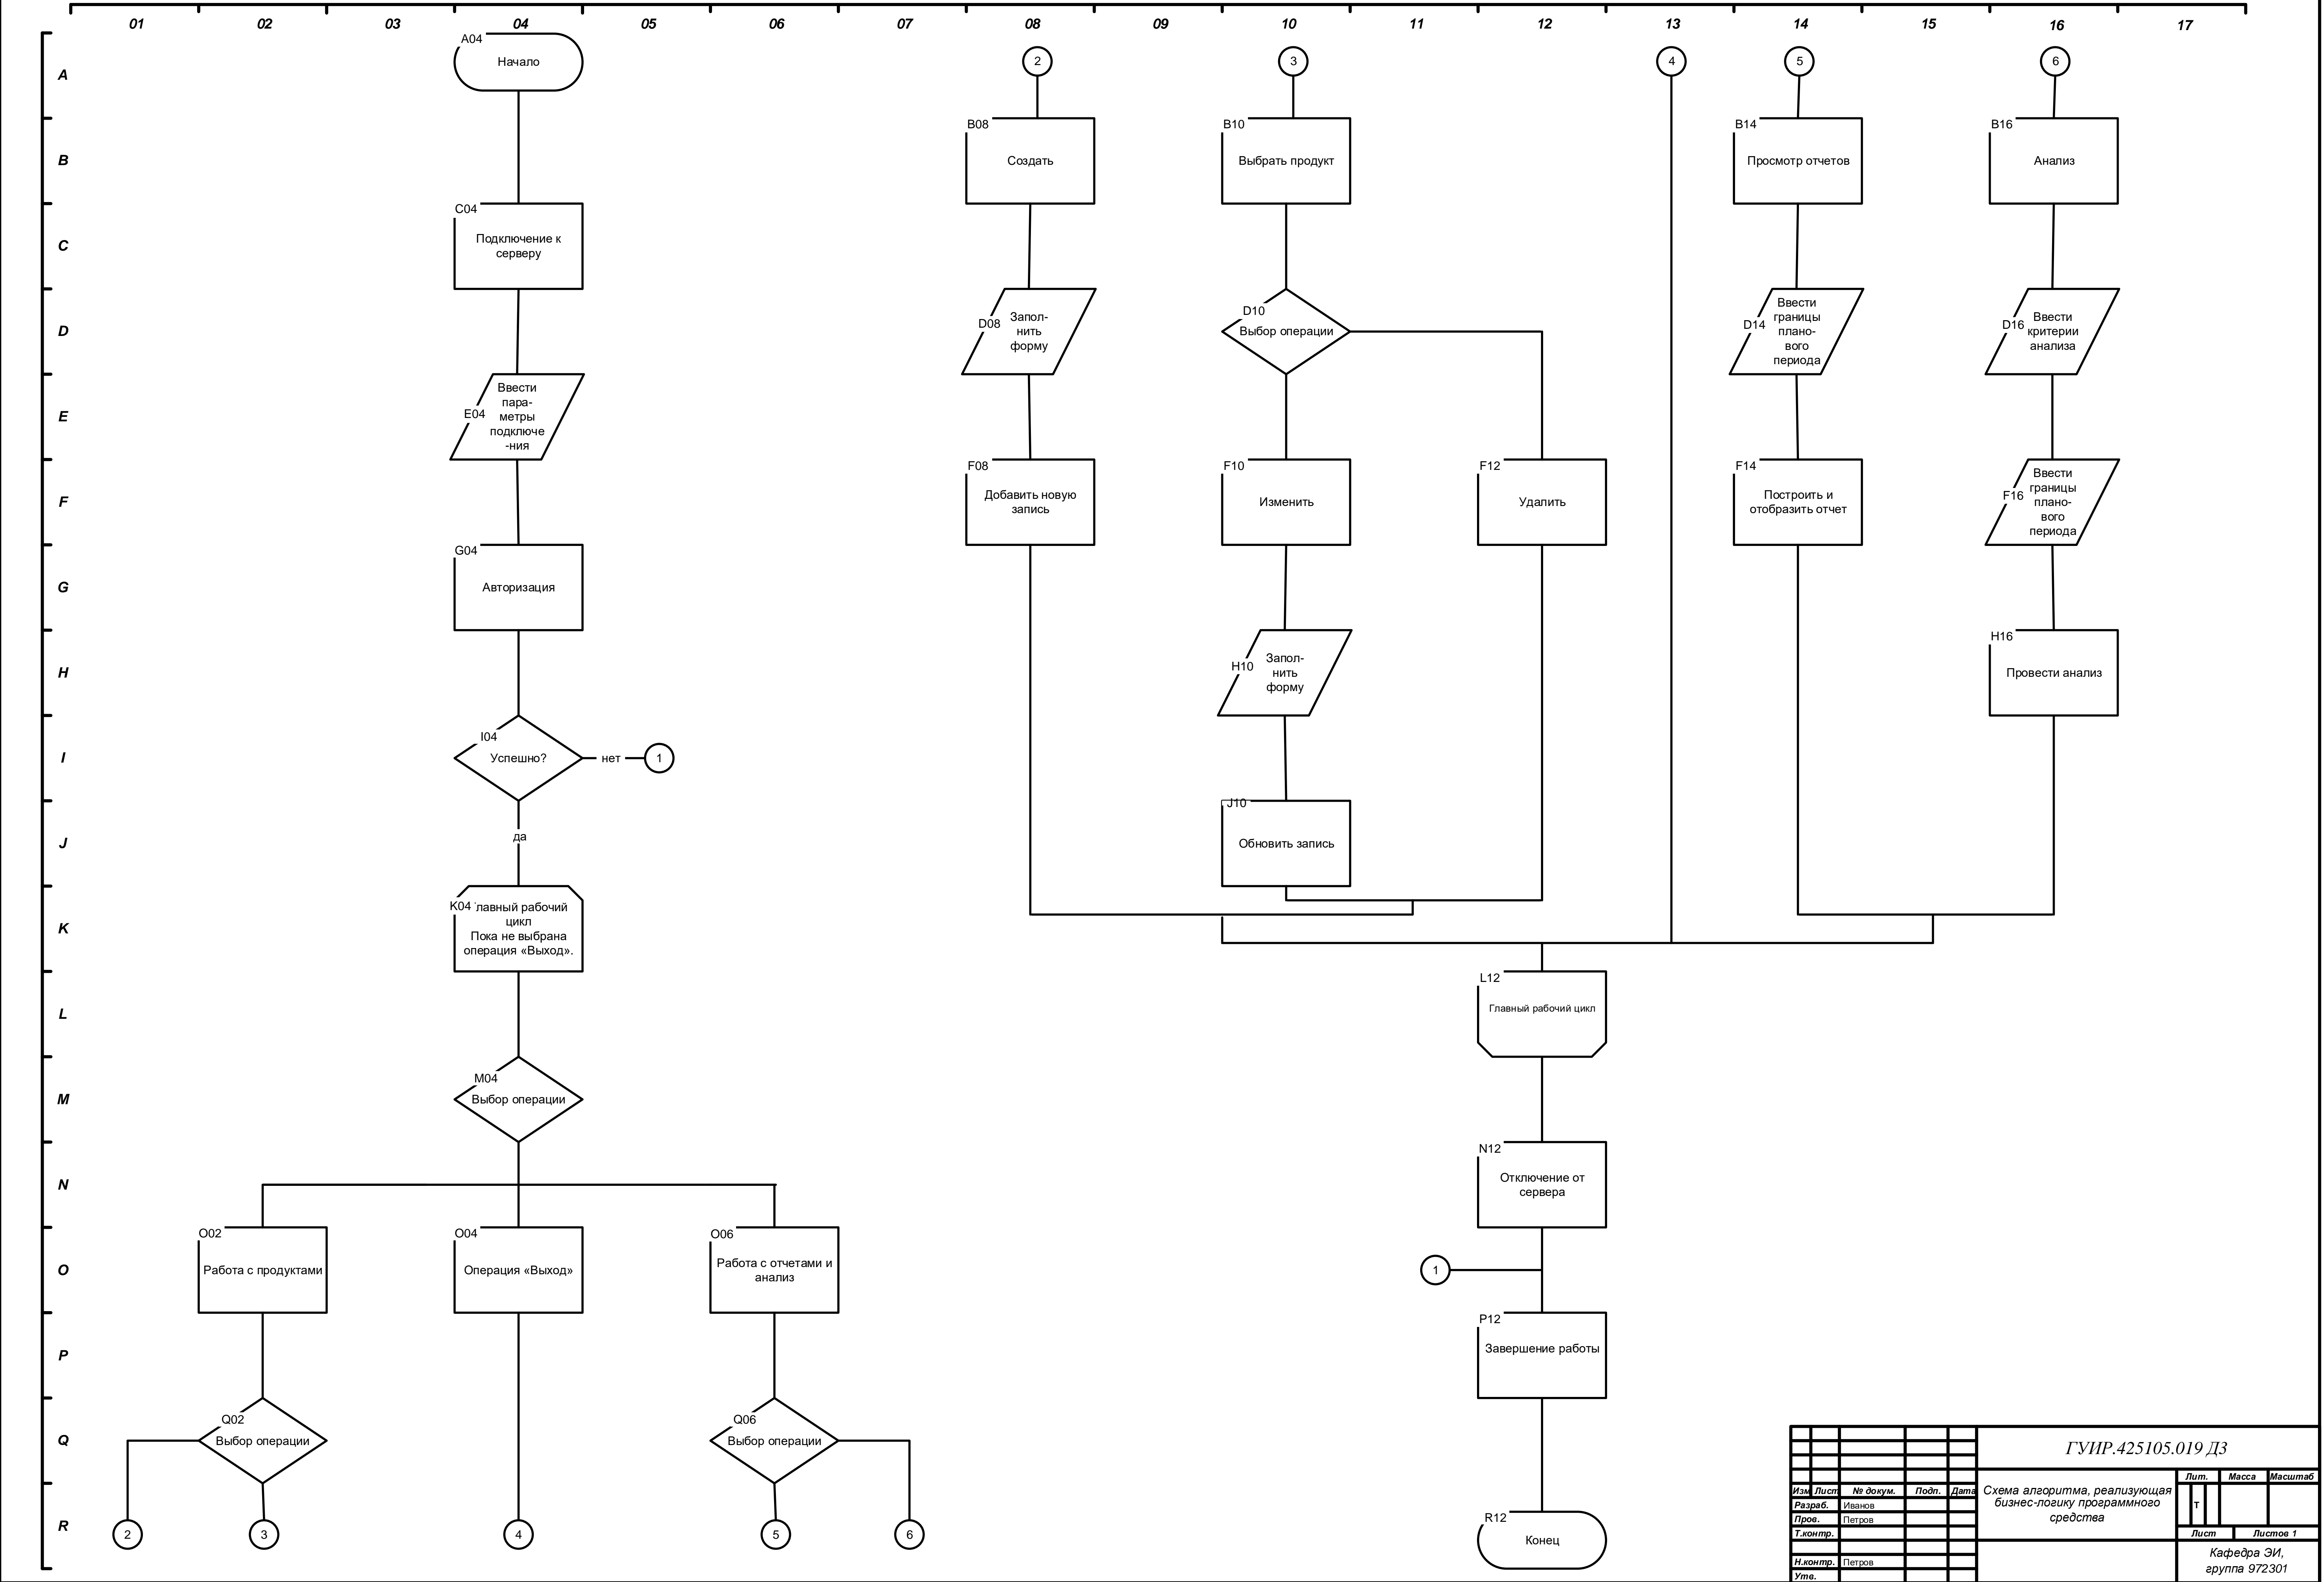 01 02 03 04 05 06 07 08 09 10 11 12 13 14 15 16 17
A
B
C
D
E
F
G
H
I
J
K
L
M
N
O
P
Q
R
A04
Начало
C04
Подключение к
серверу
E04
Ввести
пара-
метры
подключе
-ния
G04
Авторизация
I04
Успешно?
нет
1
да
K04
лавный рабочий
цикл
Пока не выбрана
операция «Выход».
M04
Выбор операции
O02
Работа с продуктами
O04
Операция «Выход»
O06
Работа с отчетами и
анализ
Q02
Выбор операции
Q06
Выбор операции
2
3
4
5
6
2
B08
Создать
D08
Запол-
нить
форму
F08
Добавить новую
запись
3
B10
Выбрать продукт
D10
Выбор операции
F10
Изменить
F12
Удалить
H10
Запол-
нить
форму
J10
Обновить запись
4
5
B14
Просмотр отчетов
D14
Ввести
границы
плано-
вого
периода
F14
Построить и
отобразить отчет
6
B16
Анализ
D16
Ввести
критерии
анализа
F16
Ввести
границы
плано-
вого
периода
H16
Провести анализ
L12
Главный рабочий цикл
N12
Отключение от
сервера
1
P12
Завершение работы
R12
Конец
ГУИР.425105.019 Д3
Изм Лист № докум. Подп. Дата
Разраб. Иванов
Пров. Петров
Т.контр.
Н.контр. Петров
Утв.
Схема алгоритма, реализующая
бизнес-логику программного
средства
Лит. Масса Масштаб
Т
Лист Листов 1
Кафедра ЭИ,
группа 972301